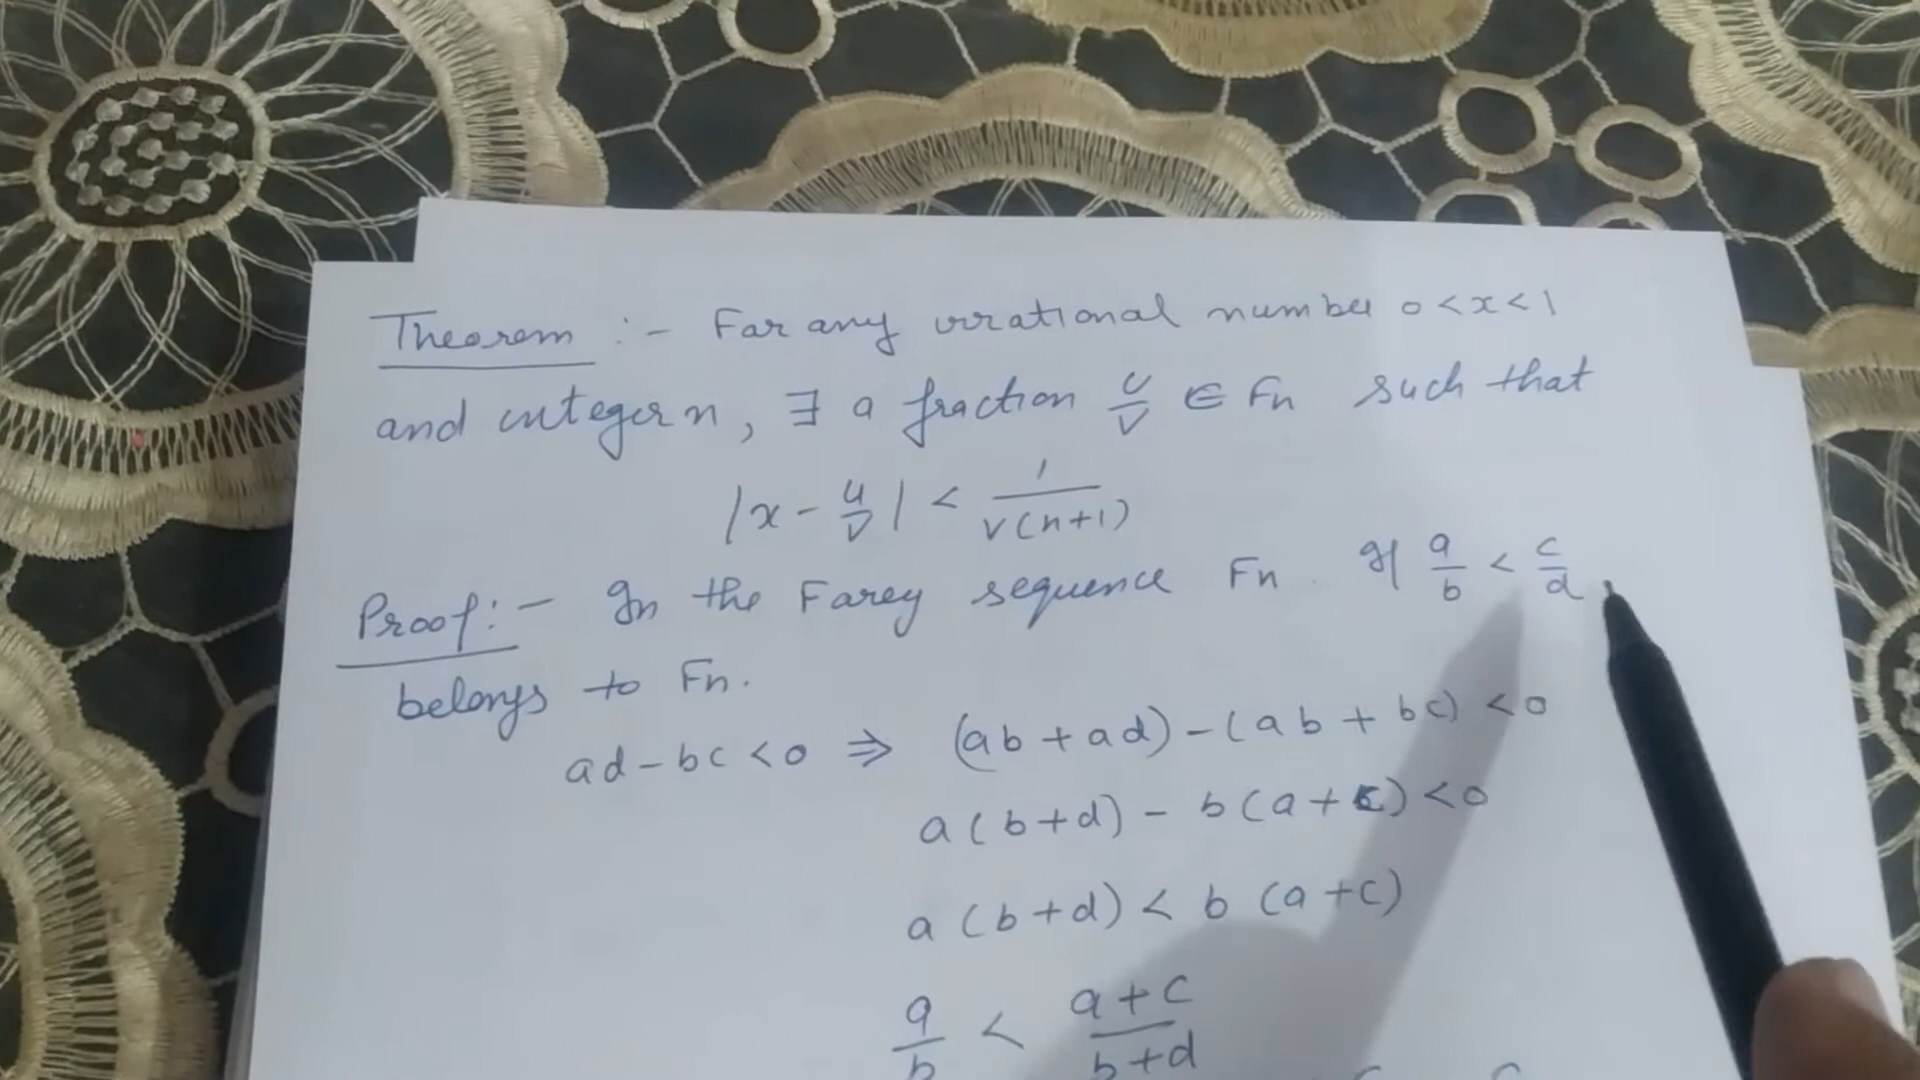 Theorem :- For any irrational number 0 < x < 1
and integer n, ∃ a fraction u/v ∈ Fn such that
|x - u/v| < 1/v(n+1)
Proof :- In the Farey sequence Fn. If a/b < c/d
belongs to Fn.
ad - bc < 0 ⇒ (ab + ad) - (ab + bc) < 0
a(b+d) - b(a+c) < 0
a(b+d) < b(a+c)
a/b < a+c/b+d